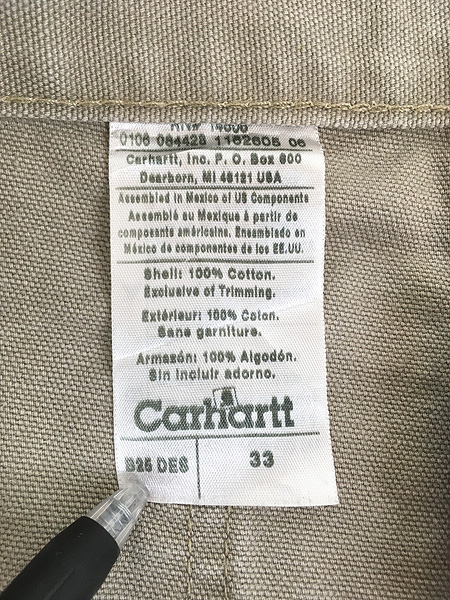 RN# 14806
0106 084428 1162605 06
Carhartt, Inc. P. O. Box 600
Dearborn, MI 48121 USA
Assembled in Mexico of US Components
Assemblé au Mexique à partir de
composants américains. Ensamblado en
México de componentes de los EE.UU.
Shell: 100% Cotton.
Exclusive of Trimming.
Extérieur: 100% Coton.
Sans garniture.
Armazón: 100% Algodón.
Sin incluir adorno.
Carhartt
B25 DES
33